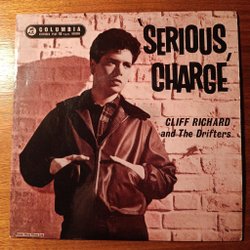 COLUMBIA
'SERIOUS
CHARGE'
CLIFF RICHARD
and The Drifters